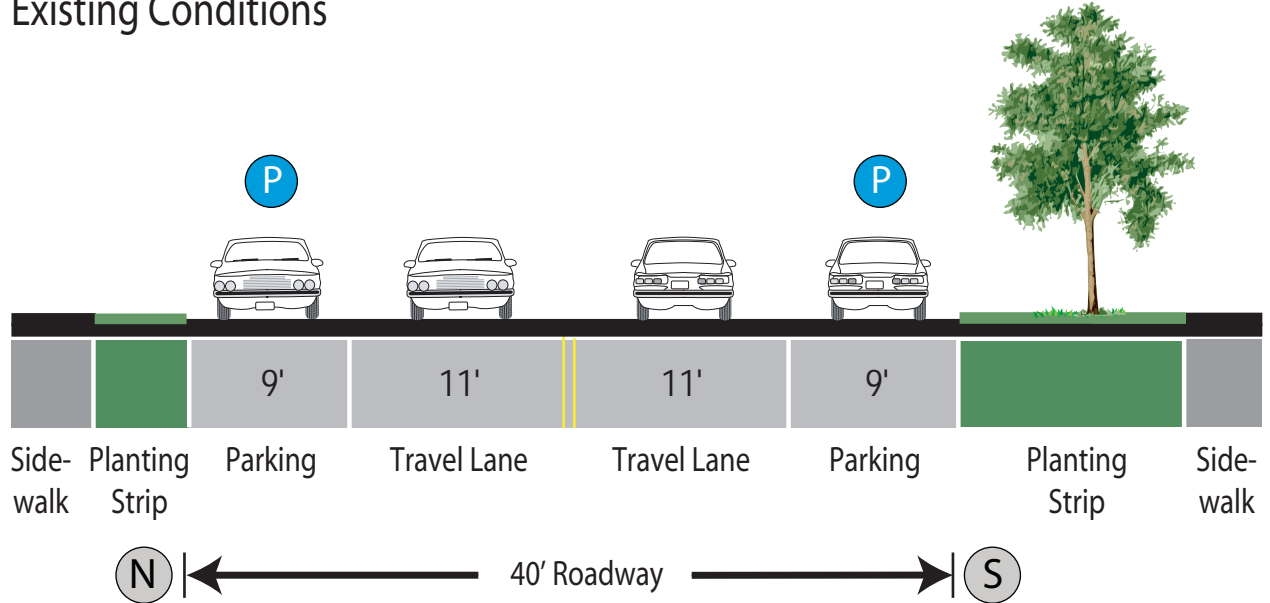 Existing Conditions
P P
9' 11' 11' 9'
Side-walk Planting Strip Parking Travel Lane Travel Lane Parking Planting Strip Side-walk
N 40' Roadway S